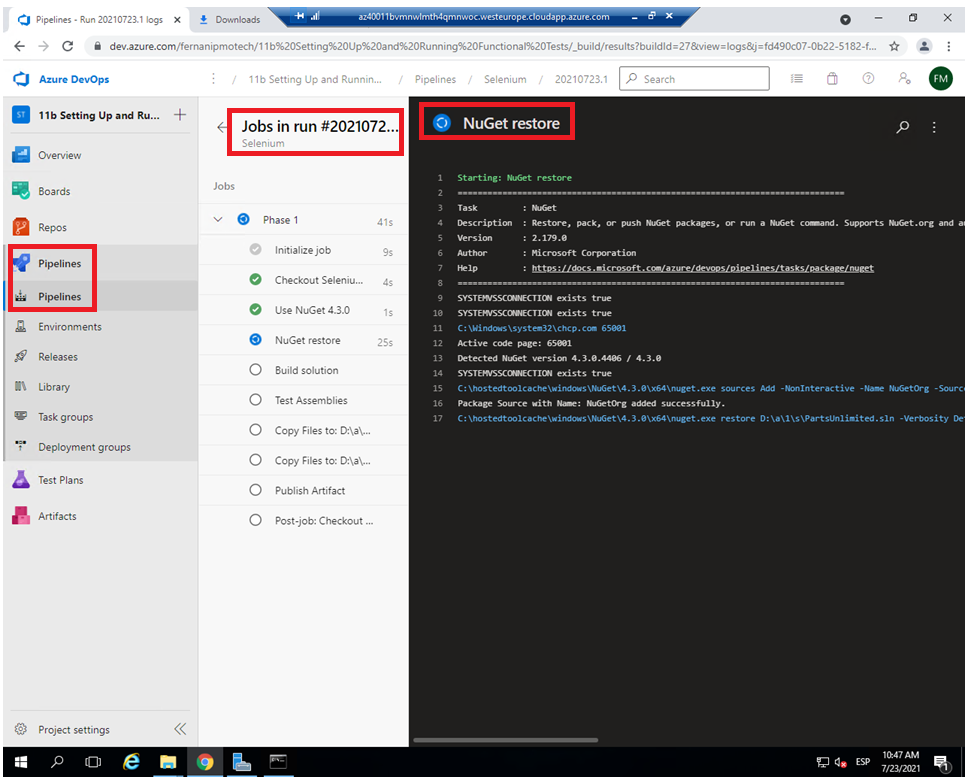 Pipelines - Run 20210723.1 logs
Downloads
az40011bvmnwlmth4qmnwoc.westeurope.cloudapp.azure.com
dev.azure.com/fernanipmotech/11b%20Setting%20Up%20and%20Running%20Functional%20Tests/_build/results?buildId=27&view=logs&j=fd490c07-0b22-5182-f...
Azure DevOps
/ 11b Setting Up and Runnin... / Pipelines / Selenium / 20210723.1
Search
FM
ST
11b Setting Up and Ru...
Overview
Boards
Repos
Pipelines
Pipelines
Environments
Releases
Library
Task groups
Deployment groups
Test Plans
Artifacts
Project settings
Jobs in run #2021072...
Selenium
Jobs
Phase 1 41s
Initialize job 9s
Checkout Seleniu... 4s
Use NuGet 4.3.0 1s
NuGet restore 25s
Build solution
Test Assemblies
Copy Files to: D:\a\...
Copy Files to: D:\a\...
Publish Artifact
Post-job: Checkout ...
NuGet restore
1 Starting: NuGet restore
2 ==============================================================================
3 Task : NuGet
4 Description : Restore, pack, or push NuGet packages, or run a NuGet command. Supports NuGet.org and au
5 Version : 2.179.0
6 Author : Microsoft Corporation
7 Help : https://docs.microsoft.com/azure/devops/pipelines/tasks/package/nuget
8 ==============================================================================
9 SYSTEMVSSCONNECTION exists true
10 SYSTEMVSSCONNECTION exists true
11 C:\Windows\system32\chcp.com 65001
12 Active code page: 65001
13 Detected NuGet version 4.3.0.4406 / 4.3.0
14 SYSTEMVSSCONNECTION exists true
15 C:\hostedtoolcache\windows\NuGet\4.3.0\x64\nuget.exe sources Add -NonInteractive -Name NuGetOrg -Sourc
16 Package Source with Name: NuGetOrg added successfully.
17 C:\hostedtoolcache\windows\NuGet\4.3.0\x64\nuget.exe restore D:\a\1\s\PartsUnlimited.sln -Verbosity De
ESP
10:47 AM
7/23/2021
1